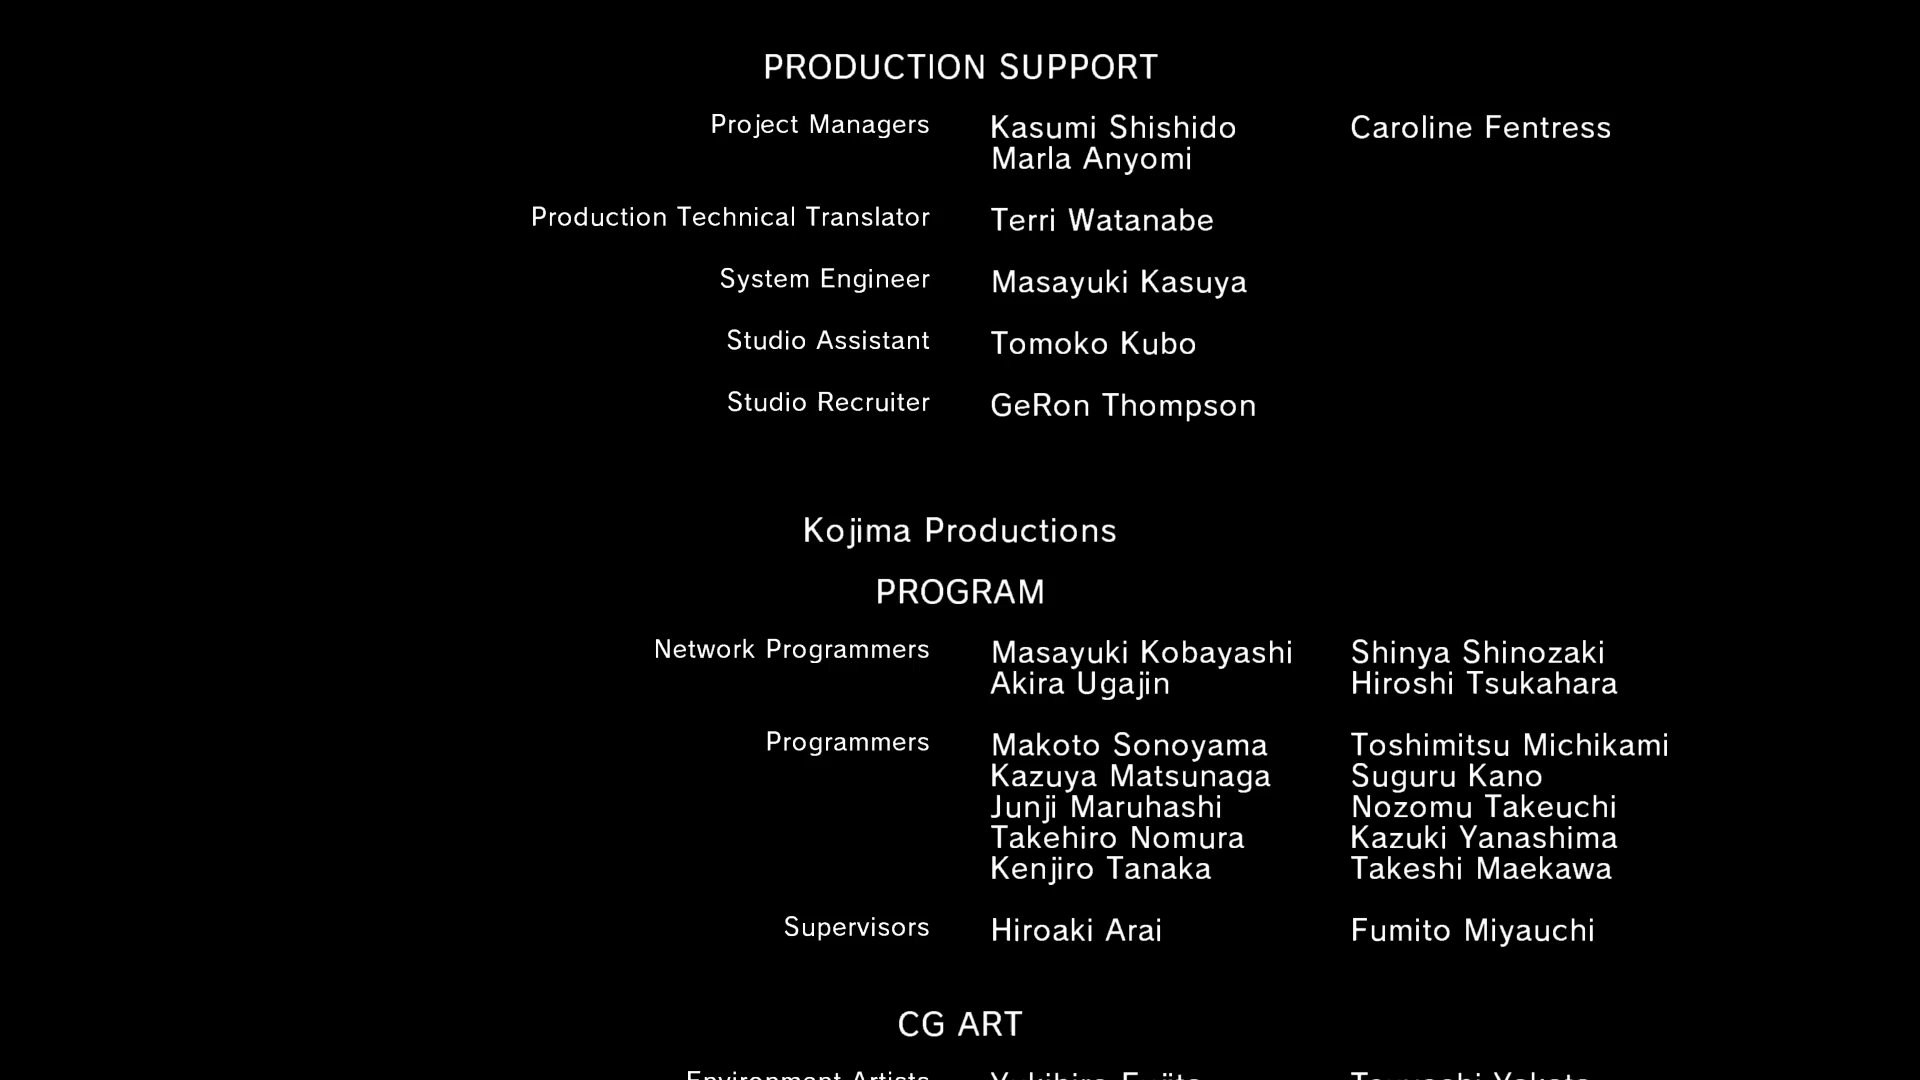 PRODUCTION SUPPORT
Project Managers Kasumi Shishido Caroline Fentress
Marla Anyomi
Production Technical Translator Terri Watanabe
System Engineer Masayuki Kasuya
Studio Assistant Tomoko Kubo
Studio Recruiter GeRon Thompson
Kojima Productions
PROGRAM
Network Programmers Masayuki Kobayashi Shinya Shinozaki
Akira Ugajin Hiroshi Tsukahara
Programmers Makoto Sonoyama Toshimitsu Michikami
Kazuya Matsunaga Suguru Kano
Junji Maruhashi Nozomu Takeuchi
Takehiro Nomura Kazuki Yanashima
Kenjiro Tanaka Takeshi Maekawa
Supervisors Hiroaki Arai Fumito Miyauchi
CG ART
Environment Artists